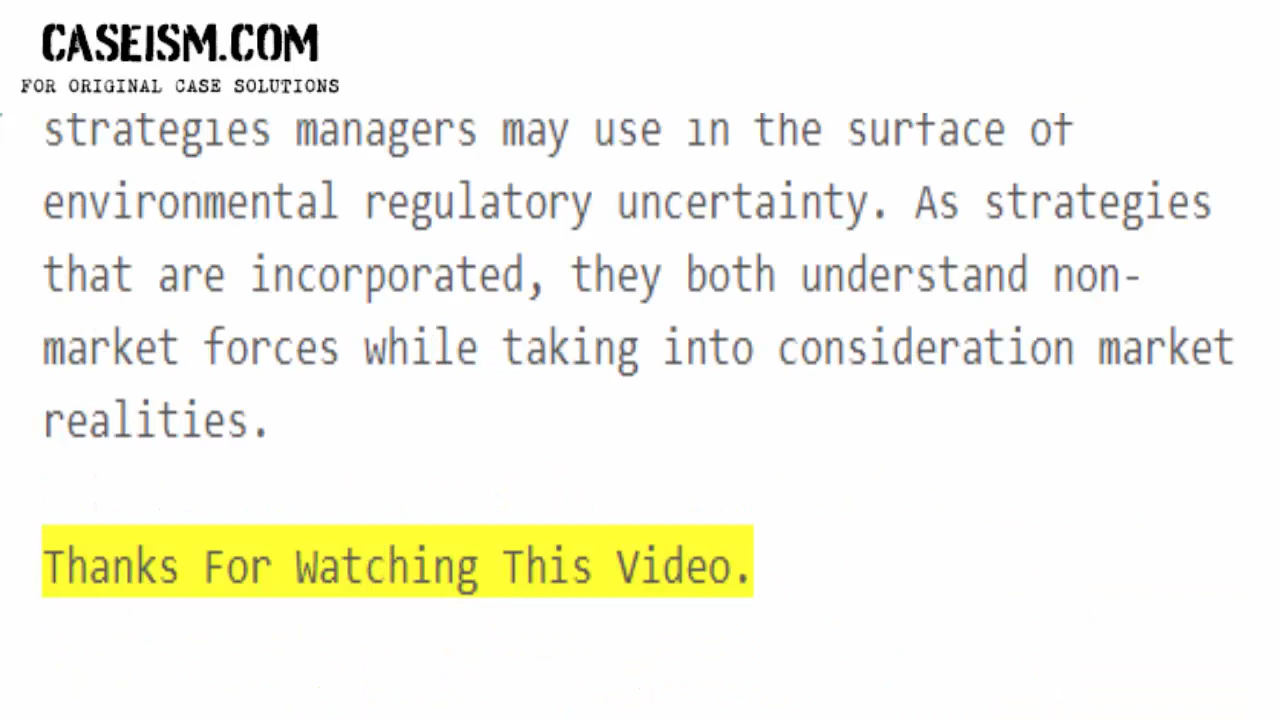 CASEISM.COM
FOR ORIGINAL CASE SOLUTIONS
strategies managers may use in the surface of
environmental regulatory uncertainty. As strategies
that are incorporated, they both understand non-
market forces while taking into consideration market
realities.
Thanks For Watching This Video.